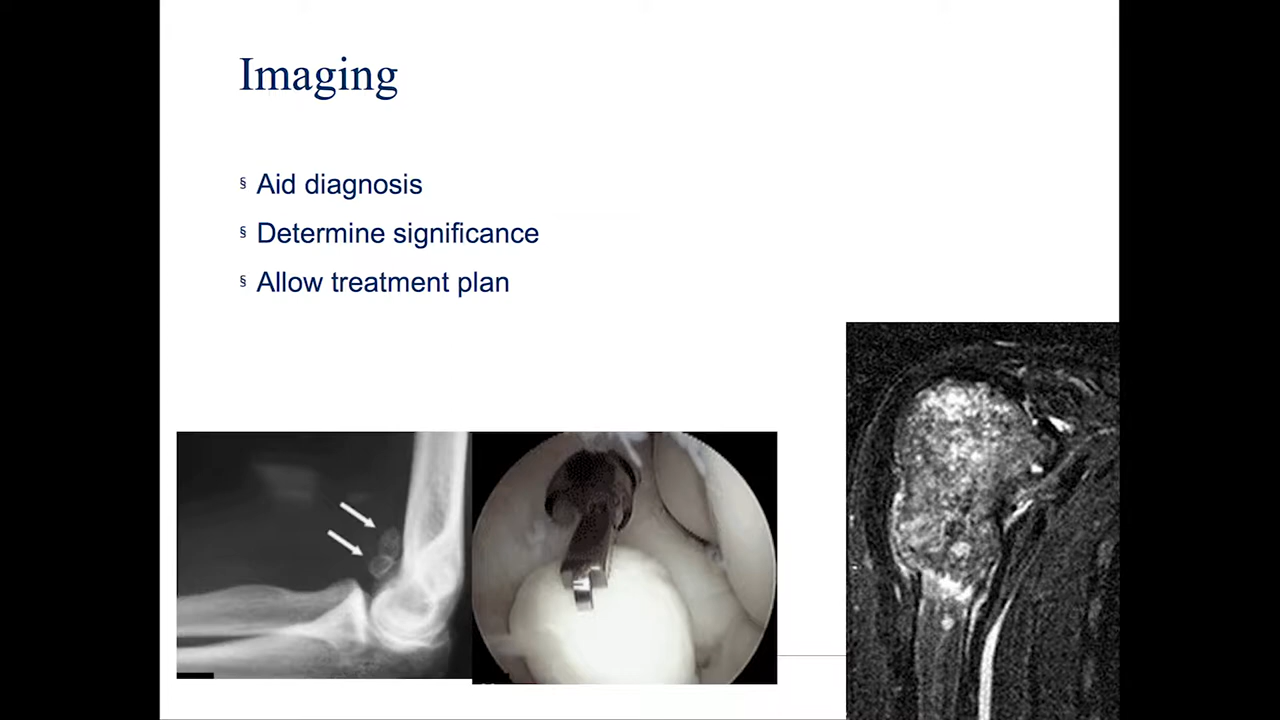 Imaging
§ Aid diagnosis
§ Determine significance
§ Allow treatment plan